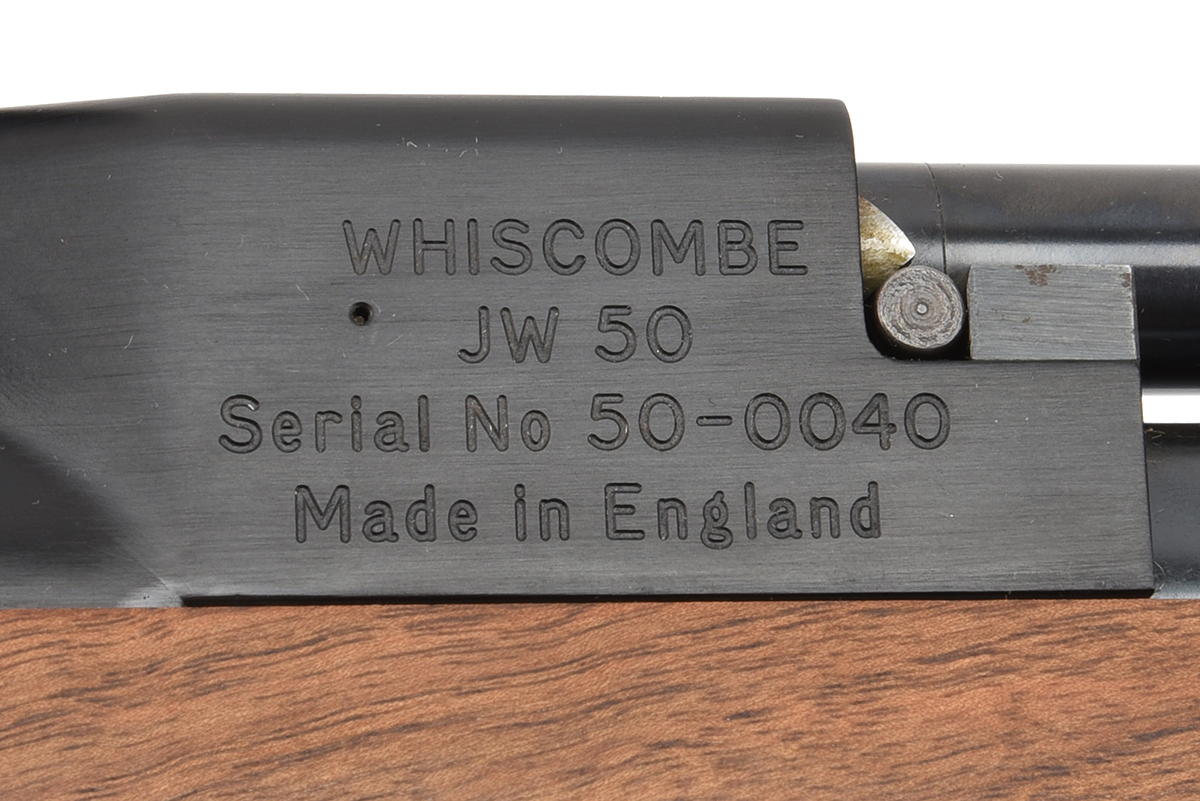 WHISCOMBE
JW 50
Serial No 50-0040
Made in England